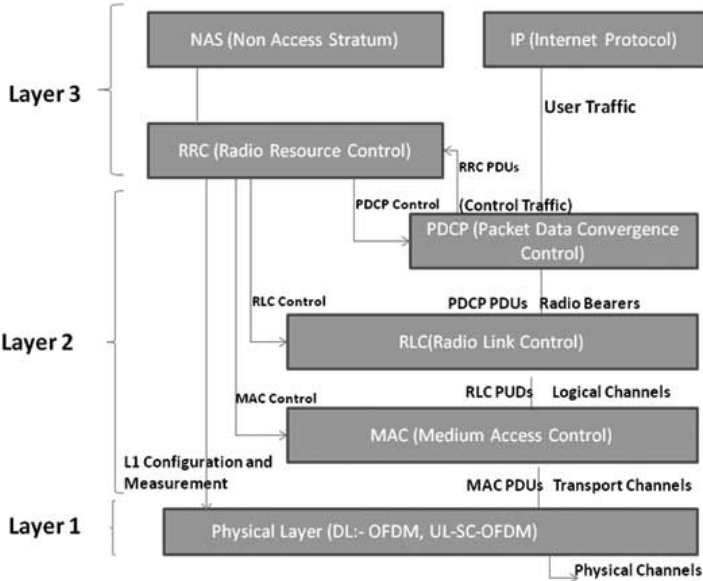 NAS (Non Access Stratum)
IP (Internet Protocol)
Layer 3
User Traffic
RRC (Radio Resource Control)
RRC PDUs
PDCP Control
(Control Traffic)
PDCP (Packet Data Convergence
Control)
RLC Control
PDCP PDUs Radio Bearers
Layer 2
RLC(Radio Link Control)
RLC PUDs Logical Channels
MAC Control
MAC (Medium Access Control)
L1 Configuration and
Measurement
MAC PDUs Transport Channels
Layer 1
Physical Layer (DL:- OFDM, UL-SC-OFDM)
Physical Channels